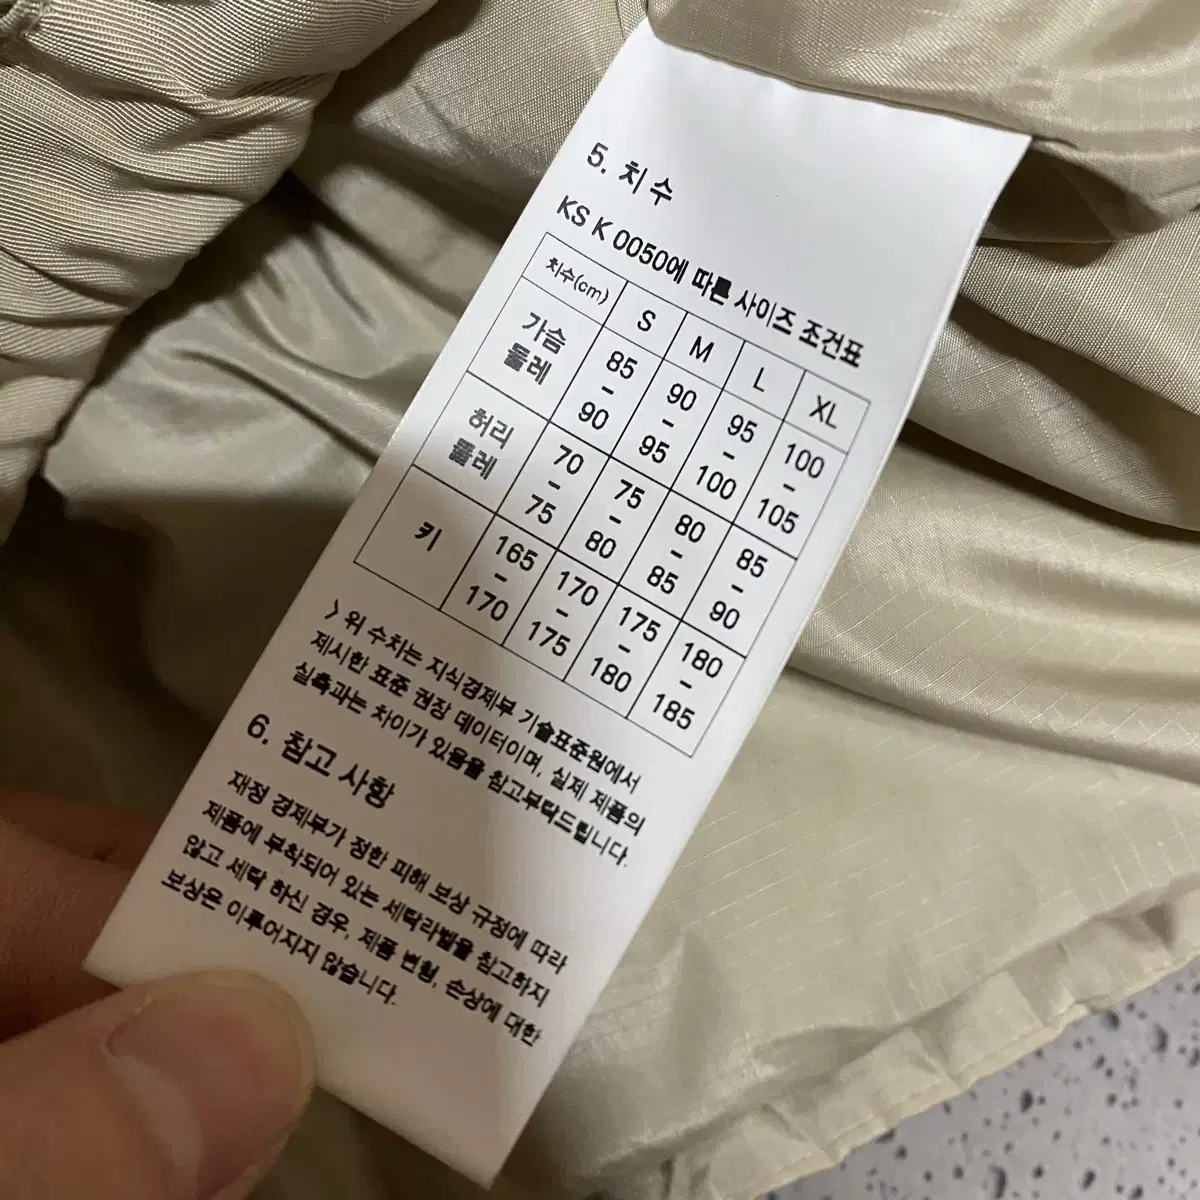 5. 치수
KS K 0050에 따른 사이즈 조건표
치수(cm) S M L XL
가슴 둘레 85 - 90 90 - 95 95 - 100 100 - 105
허리 둘레 70 - 75 75 - 80 80 - 85 85 - 90
키 165 - 170 170 - 175 175 - 180 180 - 185
〉위 수치는 지식경제부 기술표준원에서
제시한 표준 권장 데이터이며, 실제 제품의
실측과는 차이가 있음을 참고부탁드립니다.
6. 참고 사항
재정 경제부가 정한 피해 보상 규정에 따라
제품에 부착되어 있는 세탁라벨을 참고하지
않고 세탁 하신 경우, 제품 변형, 손상에 대한
보상은 이루어지지 않습니다.